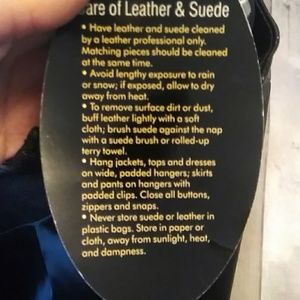 are of Leather & Suede
• Have leather and suede cleaned
by a leather professional only.
Matching pieces should be cleaned
at the same time.
• Avoid lengthy exposure to rain
or snow; if exposed, allow to dry
away from heat.
• To remove surface dirt or dust,
buff leather lightly with a soft
cloth; brush suede against the nap
with a suede brush or rolled-up
terry towel.
• Hang jackets, tops and dresses
on wide, padded hangers; skirts
and pants on hangers with
padded clips. Close all buttons,
zippers and snaps.
• Never store suede or leather in
plastic bags. Store in paper or
cloth, away from sunlight, heat,
and dampness.